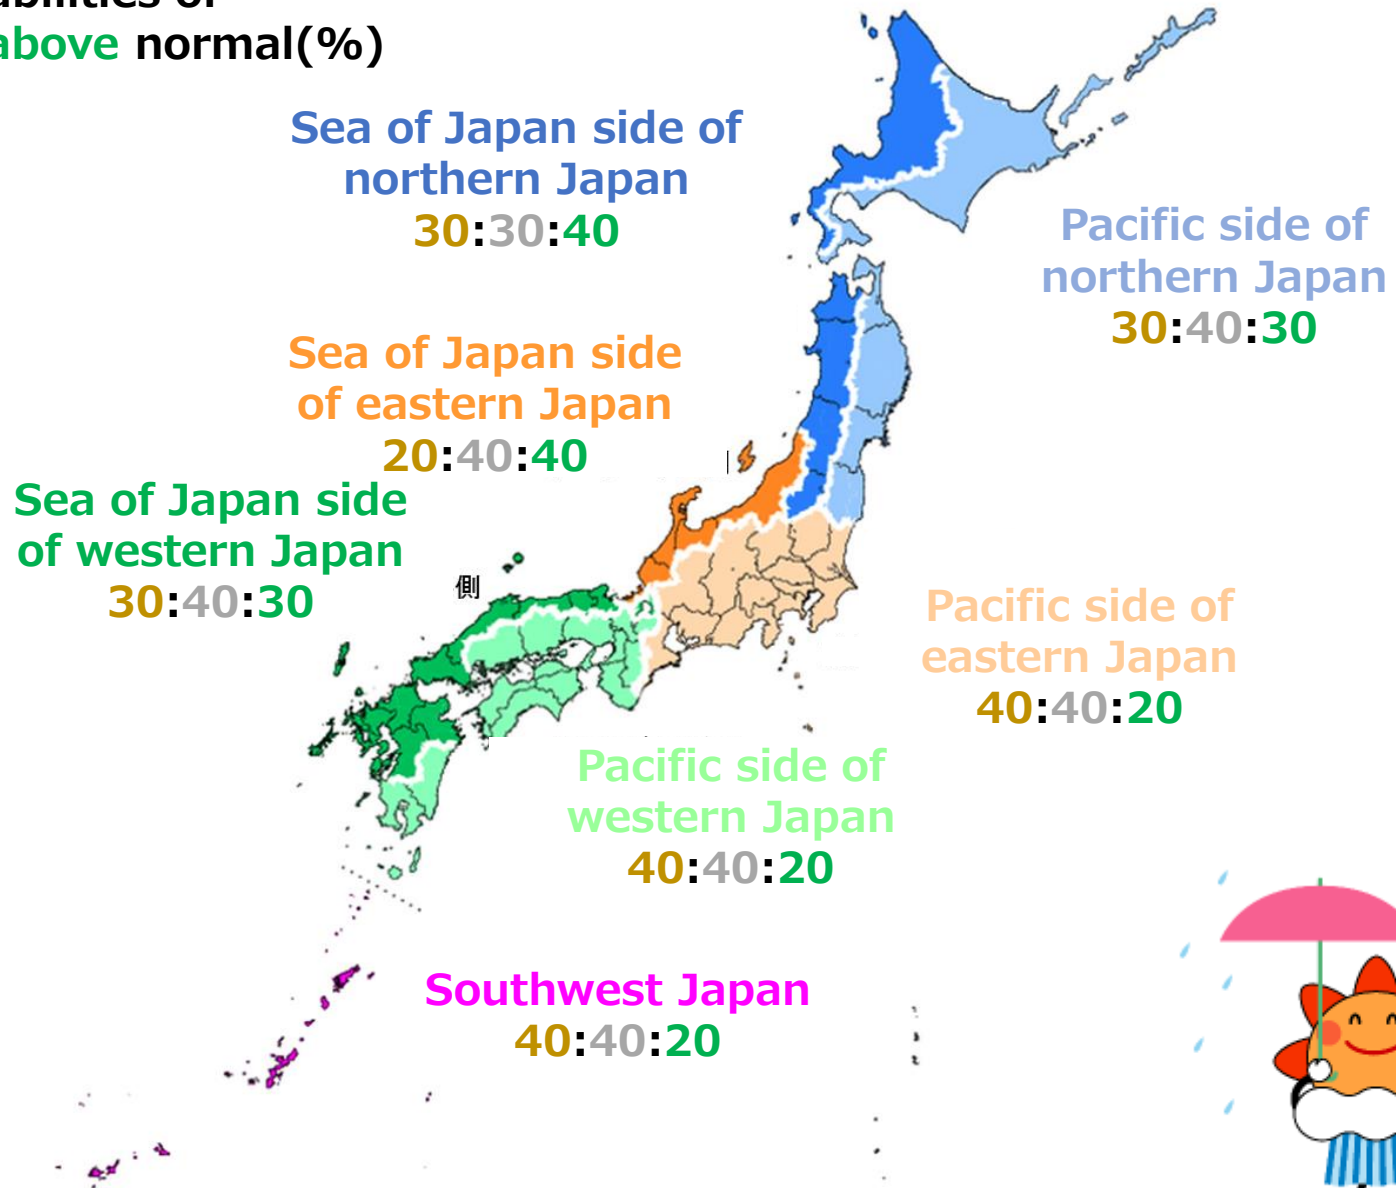 above normal(%)
Sea of Japan side of
northern Japan
30:30:40
Pacific side of
northern Japan
30:40:30
Sea of Japan side
of eastern Japan
20:40:40
Sea of Japan side
of western Japan
30:40:30
側
Pacific side of
eastern Japan
40:40:20
Pacific side of
western Japan
40:40:20
Southwest Japan
40:40:20